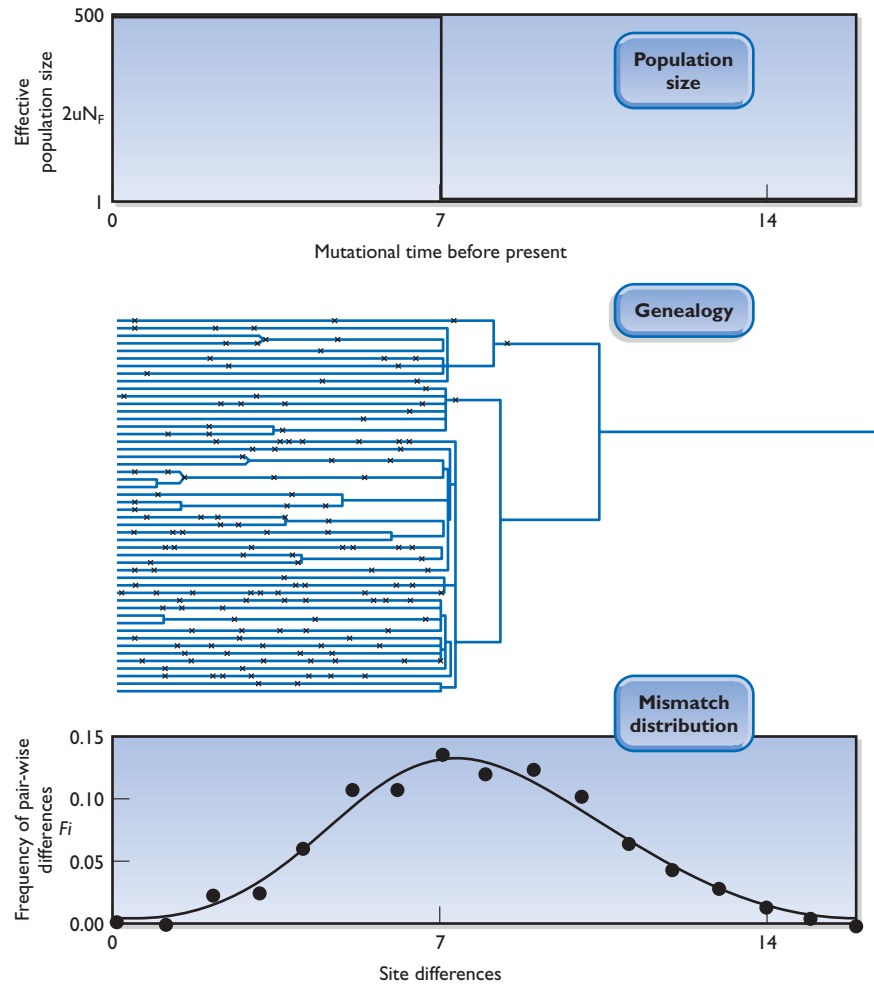 500
Effective
population size
2uNF
1
Population
size
0 7 14
Mutational time before present
Genealogy
Mismatch
distribution
0.15
0.10
0.05
0.00
Frequency of pair-wise
differences
Fi
0 7 14
Site differences